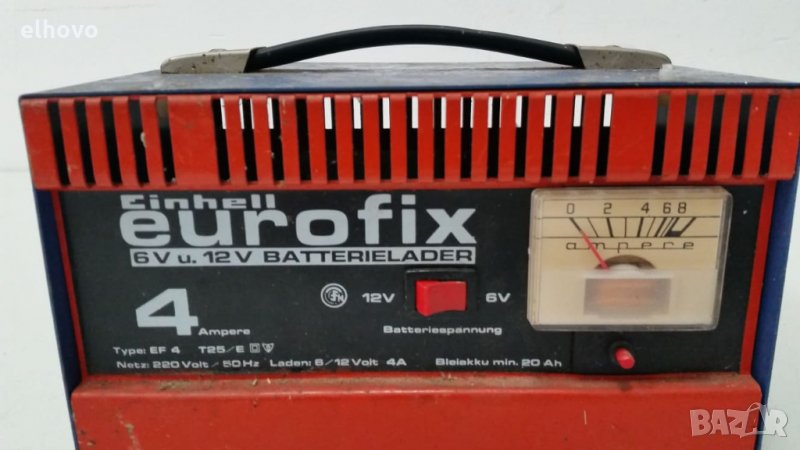 elhovo
Einhell
eurofix
6V u. 12V BATTERIELADER
0 2 4 6 8
ampere
4 Ampere
12V 6V
Batteriespannung
Type: EF 4 T25/E
Netz: 220 Volt / 50 Hz Laden: 6/12 Volt 4A Bleiakku min. 20 Ah
BAZAR